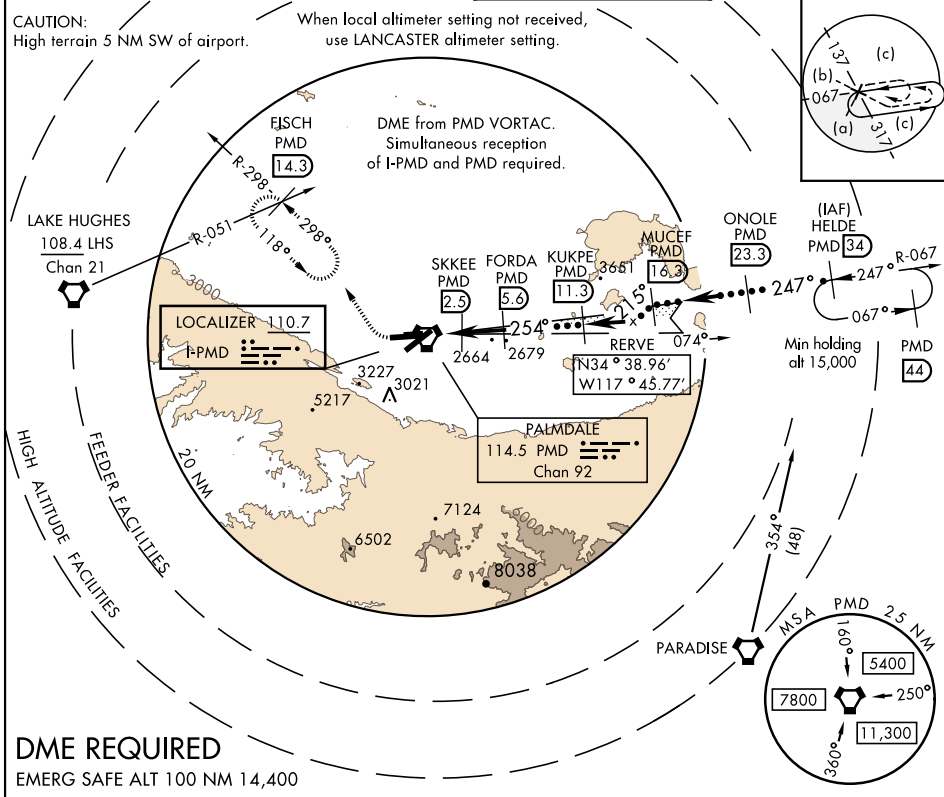 CAUTION:
High terrain 5 NM SW of airport.
When local altimeter setting not received,
use LANCASTER altimeter setting.
137
(c)
(b)
067
(a)
(c)
317
FISCH
PMD
14.3
DME from PMD VORTAC.
Simultaneous reception
of I-PMD and PMD required.
R-298
R-051
298°
118°
LAKE HUGHES
108.4 LHS
Chan 21
3000
SKKEE
PMD
2.5
FORDA
PMD
5.6
KUKPE
PMD
11.3
3651
MUCEF
PMD
16.3
ONOLE
PMD
23.3
(IAF)
HELDE
PMD 34
247°
247°
R-067
067°
PMD
44
Min holding
alt 15,000
LOCALIZER 110.7
I-PMD
254°
215°
074°
2664
2679
RERVE
N34° 38.96'
W117° 45.77'
3227
3021
5217
PALMDALE
114.5 PMD
Chan 92
20 NM
3000
7124
6502
8038
HIGH ALTITUDE FACILITIES
FEEDER FACILITIES
354°
(48)
PARADISE
MSA PMD 25 NM
160°
5400
7800
250°
11,300
360°
DME REQUIRED
EMERG SAFE ALT 100 NM 14,400